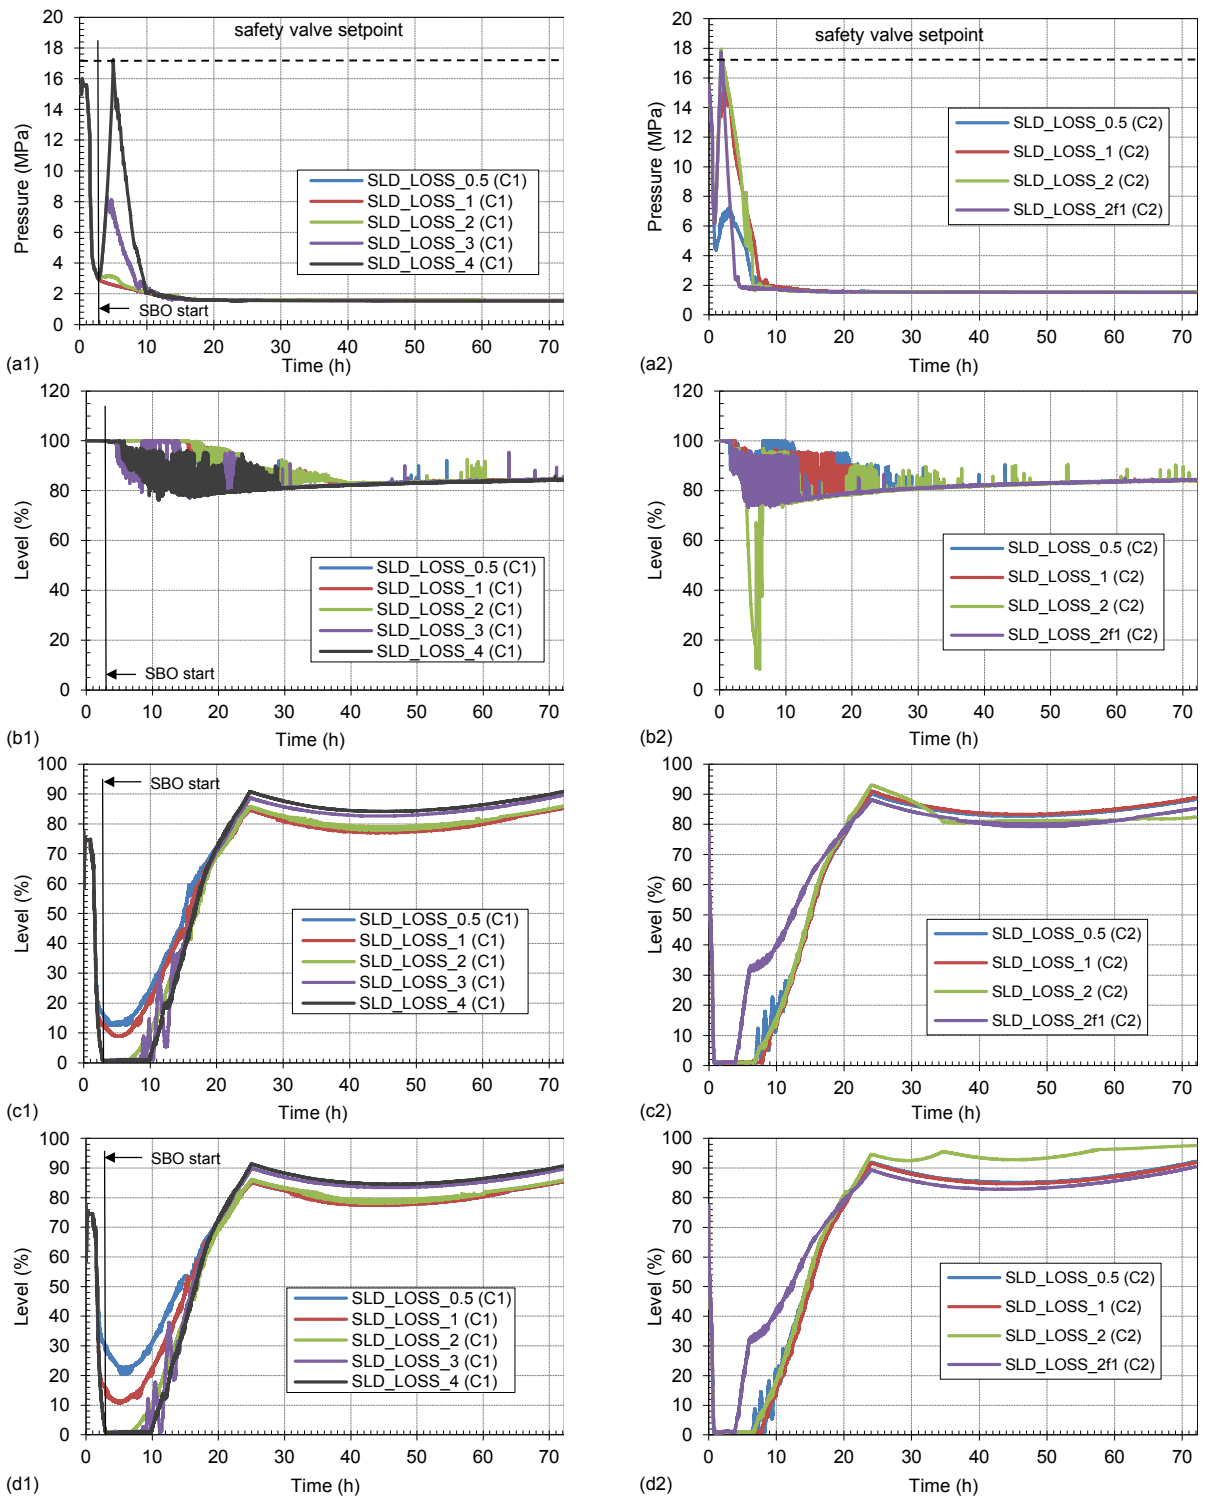 safety valve setpoint
20
18
16
14
12
10
8
6
4
2
0
Pressure (MPa)
SLD_LOSS_0.5 (C1)
SLD_LOSS_1 (C1)
SLD_LOSS_2 (C1)
SLD_LOSS_3 (C1)
SLD_LOSS_4 (C1)
SBO start
0 10 20 30 40 50 60 70
Time (h)
(a1)
safety valve setpoint
20
18
16
14
12
10
8
6
4
2
0
Pressure (MPa)
SLD_LOSS_0.5 (C2)
SLD_LOSS_1 (C2)
SLD_LOSS_2 (C2)
SLD_LOSS_2f1 (C2)
0 10 20 30 40 50 60 70
Time (h)
(a2)
120
100
80
60
40
20
0
Level (%)
SLD_LOSS_0.5 (C1)
SLD_LOSS_1 (C1)
SLD_LOSS_2 (C1)
SLD_LOSS_3 (C1)
SLD_LOSS_4 (C1)
SBO start
0 10 20 30 40 50 60 70
Time (h)
(b1)
120
100
80
60
40
20
0
Level (%)
SLD_LOSS_0.5 (C2)
SLD_LOSS_1 (C2)
SLD_LOSS_2 (C2)
SLD_LOSS_2f1 (C2)
0 10 20 30 40 50 60 70
Time (h)
(b2)
100
90
80
70
60
50
40
30
20
10
0
Level (%)
SBO start
SLD_LOSS_0.5 (C1)
SLD_LOSS_1 (C1)
SLD_LOSS_2 (C1)
SLD_LOSS_3 (C1)
SLD_LOSS_4 (C1)
0 10 20 30 40 50 60 70
Time (h)
(c1)
100
90
80
70
60
50
40
30
20
10
0
Level (%)
SLD_LOSS_0.5 (C2)
SLD_LOSS_1 (C2)
SLD_LOSS_2 (C2)
SLD_LOSS_2f1 (C2)
0 10 20 30 40 50 60 70
Time (h)
(c2)
100
90
80
70
60
50
40
30
20
10
0
Level (%)
SBO start
SLD_LOSS_0.5 (C1)
SLD_LOSS_1 (C1)
SLD_LOSS_2 (C1)
SLD_LOSS_3 (C1)
SLD_LOSS_4 (C1)
0 10 20 30 40 50 60 70
Time (h)
(d1)
100
90
80
70
60
50
40
30
20
10
0
Level (%)
SLD_LOSS_0.5 (C2)
SLD_LOSS_1 (C2)
SLD_LOSS_2 (C2)
SLD_LOSS_2f1 (C2)
0 10 20 30 40 50 60 70
Time (h)
(d2)